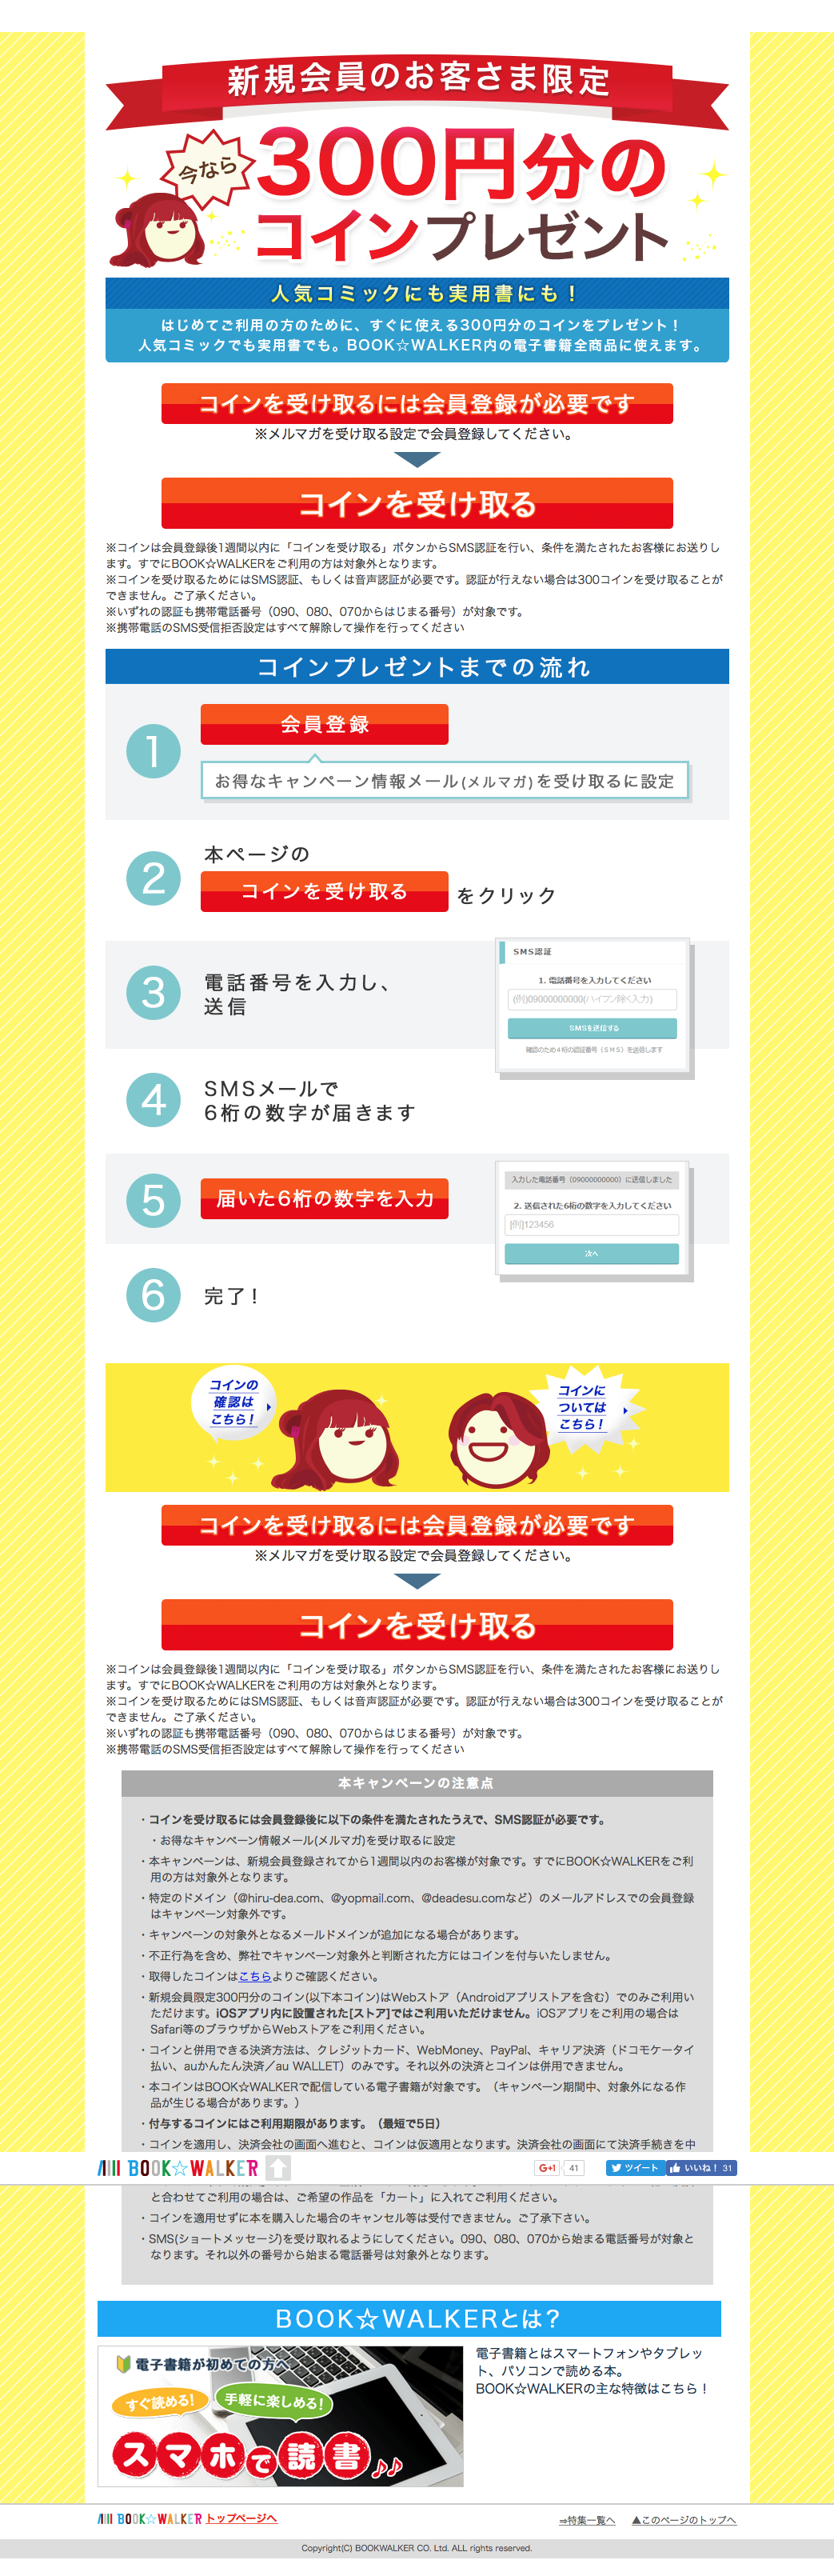 新規会員のお客さま限定
今なら
300円分の
コインプレゼント
人気コミックにも実用書にも！
はじめてご利用の方のために、すぐに使える300円分のコインをプレゼント！
人気コミックでも実用書でも。BOOK☆WALKER内の電子書籍全商品に使えます。
コインを受け取るには会員登録が必要です
※メルマガを受け取る設定で会員登録してください。
コインを受け取る
※コインは会員登録後1週間以内に「コインを受け取る」ボタンからSMS認証を行い、条件を満たされたお客様にお送りし
ます。すでにBOOK☆WALKERをご利用の方は対象外となります。
※コインを受け取るためにはSMS認証、もしくは音声認証が必要です。認証が行えない場合は300コインを受け取ることが
できません。ご了承ください。
※いずれの認証も携帯電話番号（090、080、070からはじまる番号）が対象です。
※携帯電話のSMS受信拒否設定はすべて解除して操作を行ってください
コインプレゼントまでの流れ
1
会員登録
お得なキャンペーン情報メール(メルマガ)を受け取るに設定
2
本ページの
コインを受け取る をクリック
3
電話番号を入力し、
送信
SMS認証
1. 電話番号を入力してください
(例)09000000000(ハイフン除く入力)
SMSを送信する
確認のため４桁の認証番号（ＳＭＳ）を送信します
4
SMSメールで
6桁の数字が届きます
5
届いた6桁の数字を入力
入力した電話番号（09000000000）に送信しました
2. 送信された6桁の数字を入力してください
[例]123456
次へ
6
完了！
コインの
確認は
こちら！
コインに
ついては
こちら！
コインを受け取るには会員登録が必要です
※メルマガを受け取る設定で会員登録してください。
コインを受け取る
※コインは会員登録後1週間以内に「コインを受け取る」ボタンからSMS認証を行い、条件を満たされたお客様にお送りし
ます。すでにBOOK☆WALKERをご利用の方は対象外となります。
※コインを受け取るためにはSMS認証、もしくは音声認証が必要です。認証が行えない場合は300コインを受け取ることが
できません。ご了承ください。
※いずれの認証も携帯電話番号（090、080、070からはじまる番号）が対象です。
※携帯電話のSMS受信拒否設定はすべて解除して操作を行ってください
本キャンペーンの注意点
・コインを受け取るには会員登録後に以下の条件を満たされたうえで、SMS認証が必要です。
・お得なキャンペーン情報メール(メルマガ)を受け取るに設定
・本キャンペーンは、新規会員登録されてから1週間以内のお客様が対象です。すでにBOOK☆WALKERをご利
用の方は対象外となります。
・特定のドメイン（@hiru-dea.com、@yopmail.com、@deadesu.comなど）のメールアドレスでの会員登録
はキャンペーン対象外です。
・キャンペーンの対象外となるメールドメインが追加になる場合があります。
・不正行為を含め、弊社でキャンペーン対象外と判断された方にはコインを付与いたしません。
・取得したコインはこちらよりご確認ください。
・新規会員限定300円分のコイン(以下本コイン)はWebストア（Androidアプリストアを含む）でのみご利用い
ただけます。iOSアプリ内に設置された[ストア]ではご利用いただけません。iOSアプリをご利用の場合は
Safari等のブラウザからWebストアをご利用ください。
・コインと併用できる決済方法は、クレジットカード、WebMoney、PayPal、キャリア決済（ドコモケータイ
払い、auかんたん決済／au WALLET）のみです。それ以外の決済とコインは併用できません。
・本コインはBOOK☆WALKERで配信している電子書籍が対象です。（キャンペーン期間中、対象外になる作
品が生じる場合があります。）
・付与するコインにはご利用期限があります。（最短で5日）
・コインを適用し、決済会社の画面へ進むと、コインは仮適用となります。決済会社の画面にて決済手続きを中
BOOK☆WALKER
G+1 41
ツイート
いいね！ 31
と合わせてご利用の場合は、ご希望の作品を「カート」に入れてご利用ください。
・コインを適用せずに本を購入した場合のキャンセル等は受付できません。ご了承下さい。
・SMS(ショートメッセージ)を受け取れるようにしてください。090、080、070から始まる電話番号が対象と
なります。それ以外の番号から始まる電話番号は対象外となります。
BOOK☆WALKERとは？
電子書籍が初めての方へ
すぐ読める！
手軽に楽しめる！
スマホで読書♪♪
電子書籍とはスマートフォンやタブレッ
ト、パソコンで読める本。
BOOK☆WALKERの主な特徴はこちら！
BOOK☆WALKER トップページへ
⇒特集一覧へ
▲このページのトップへ
Copyright(C) BOOKWALKER CO. Ltd. ALL rights reserved.